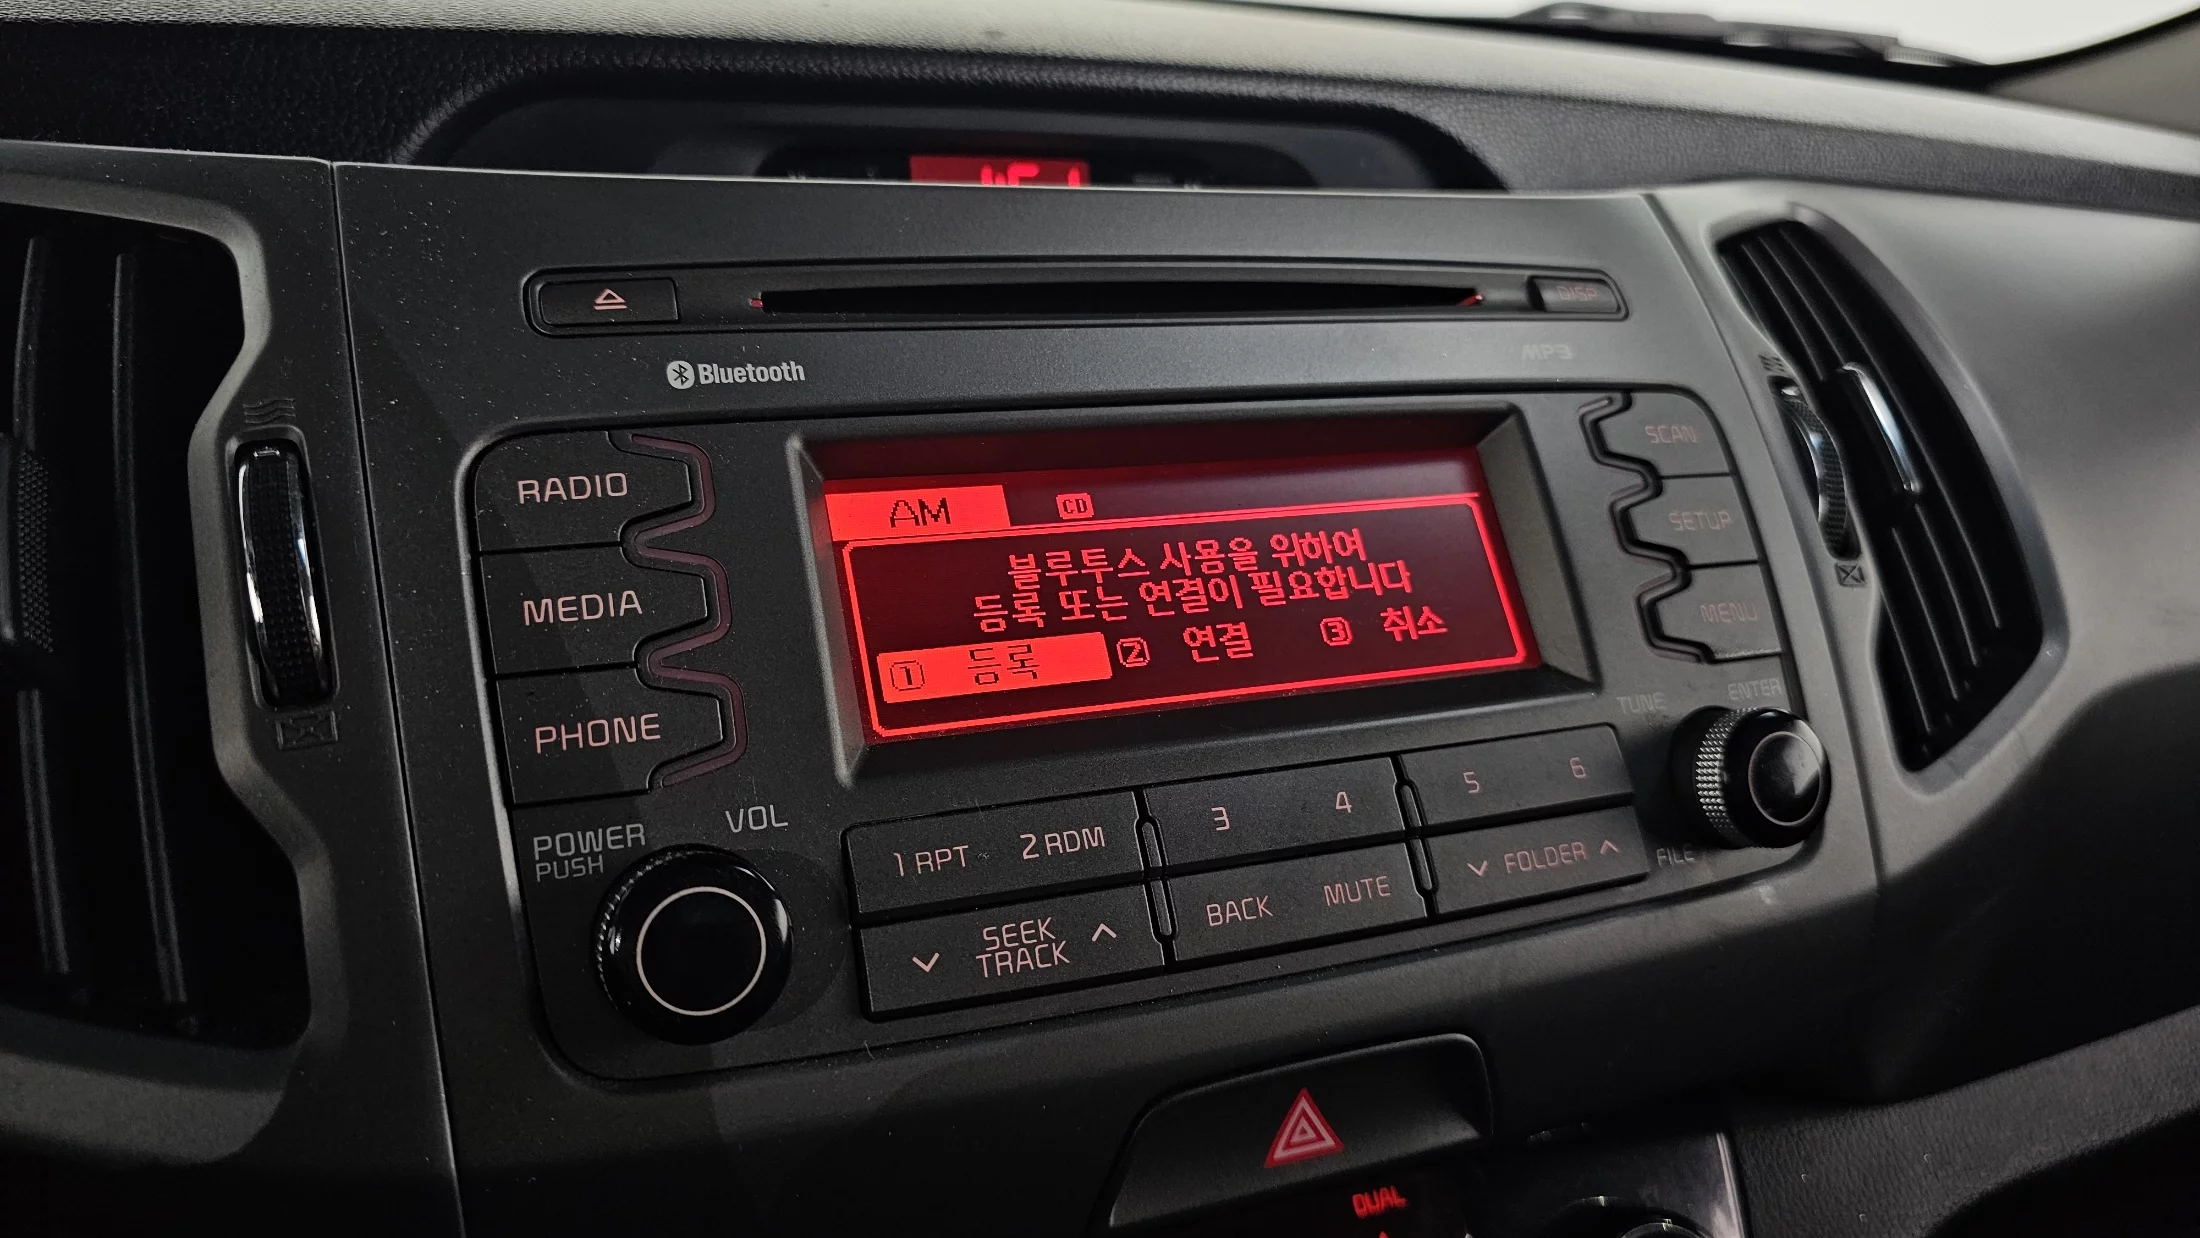 DISP
Bluetooth
MP3
RADIO
MEDIA
PHONE
AM
CD
블루투스 사용을 위하여
등록 또는 연결이 필요합니다
1 등록 2 연결 3 취소
SCAN
SETUP
MENU
TUNE
ENTER
FILE
POWER
PUSH
VOL
1 RPT 2 RDM
3 4
5 6
SEEK
TRACK
BACK MUTE
FOLDER
DUAL